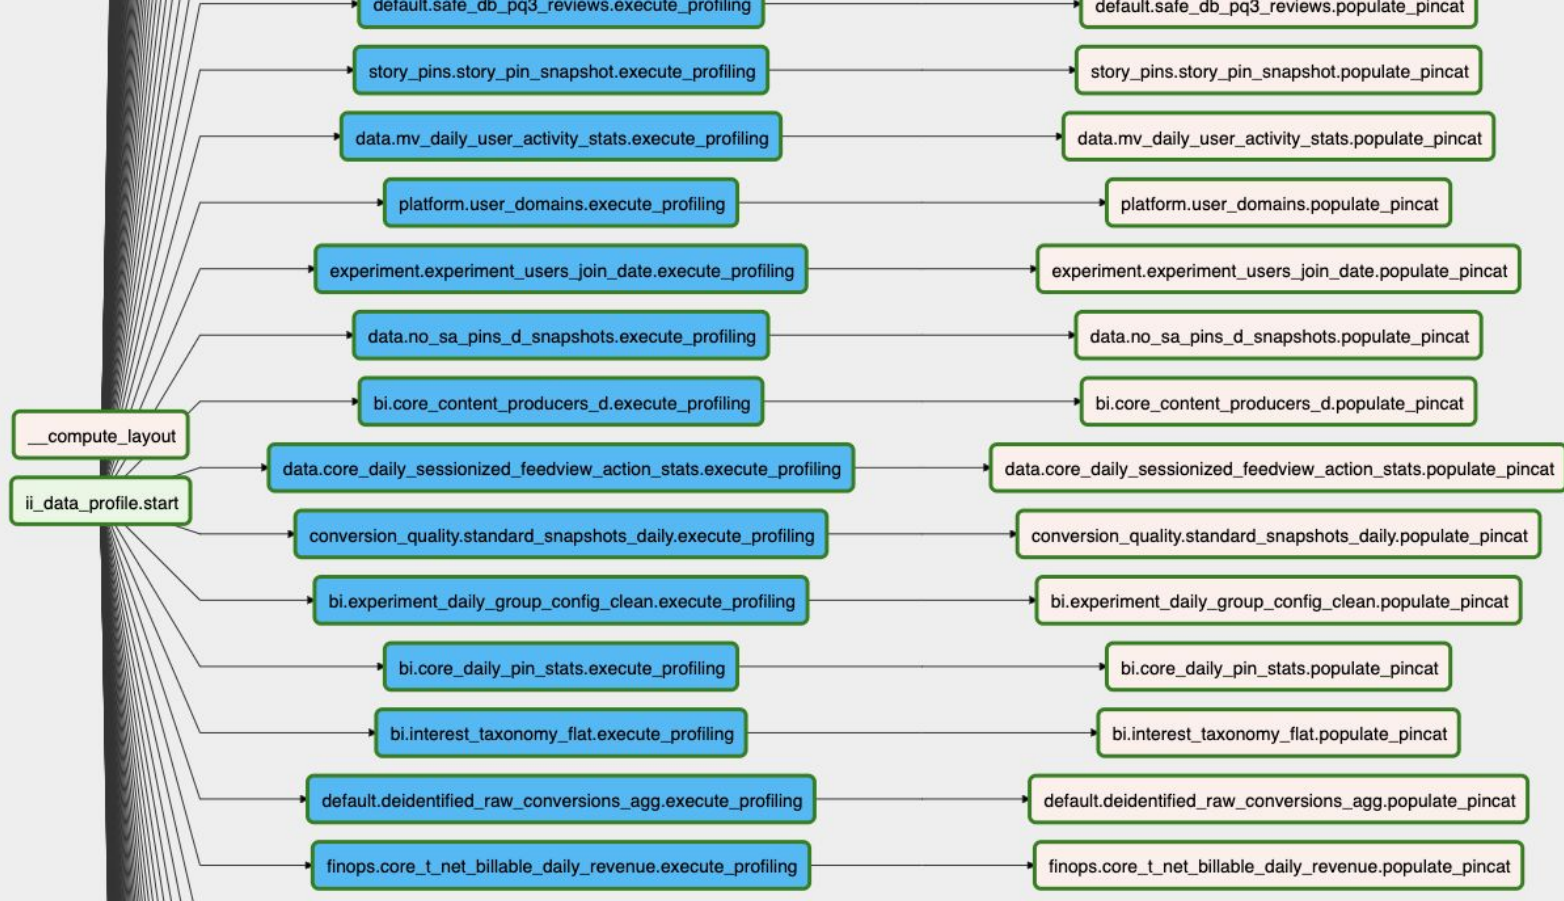 default.safe_db_pq3_reviews.execute_profiling
default.safe_db_pq3_reviews.populate_pincat
story_pins.story_pin_snapshot.execute_profiling
story_pins.story_pin_snapshot.populate_pincat
data.mv_daily_user_activity_stats.execute_profiling
data.mv_daily_user_activity_stats.populate_pincat
platform.user_domains.execute_profiling
platform.user_domains.populate_pincat
experiment.experiment_users_join_date.execute_profiling
experiment.experiment_users_join_date.populate_pincat
data.no_sa_pins_d_snapshots.execute_profiling
data.no_sa_pins_d_snapshots.populate_pincat
bi.core_content_producers_d.execute_profiling
bi.core_content_producers_d.populate_pincat
__compute_layout
data.core_daily_sessionized_feedview_action_stats.execute_profiling
data.core_daily_sessionized_feedview_action_stats.populate_pincat
ii_data_profile.start
conversion_quality.standard_snapshots_daily.execute_profiling
conversion_quality.standard_snapshots_daily.populate_pincat
bi.experiment_daily_group_config_clean.execute_profiling
bi.experiment_daily_group_config_clean.populate_pincat
bi.core_daily_pin_stats.execute_profiling
bi.core_daily_pin_stats.populate_pincat
bi.interest_taxonomy_flat.execute_profiling
bi.interest_taxonomy_flat.populate_pincat
default.deidentified_raw_conversions_agg.execute_profiling
default.deidentified_raw_conversions_agg.populate_pincat
finops.core_t_net_billable_daily_revenue.execute_profiling
finops.core_t_net_billable_daily_revenue.populate_pincat